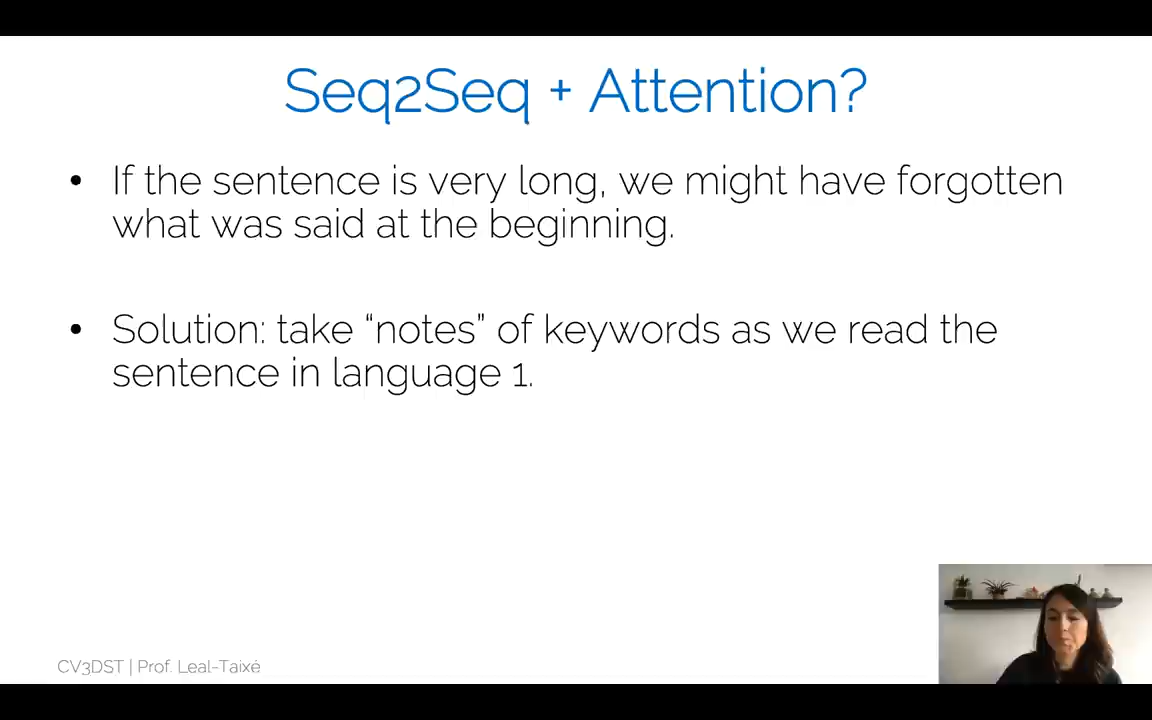 Seq2Seq + Attention?
• If the sentence is very long, we might have forgotten
what was said at the beginning.
• Solution: take “notes” of keywords as we read the
sentence in language 1.
CV3DST | Prof. Leal-Taixé